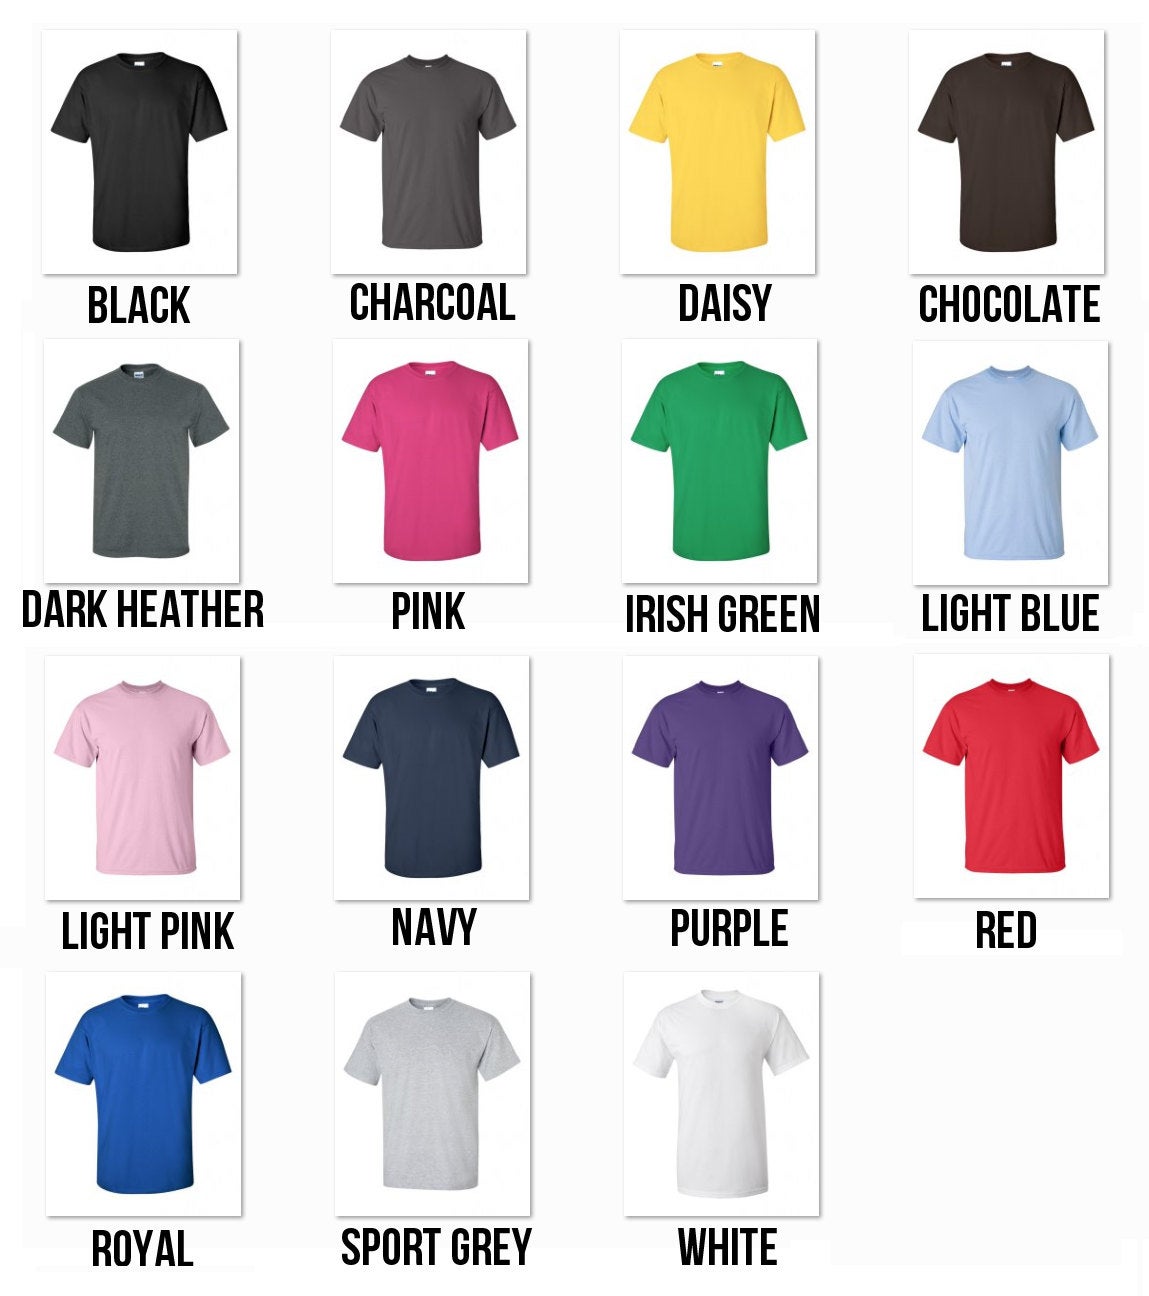 BLACK
CHARCOAL
DAISY
CHOCOLATE
DARK HEATHER
PINK
IRISH GREEN
LIGHT BLUE
LIGHT PINK
NAVY
PURPLE
RED
ROYAL
SPORT GREY
WHITE